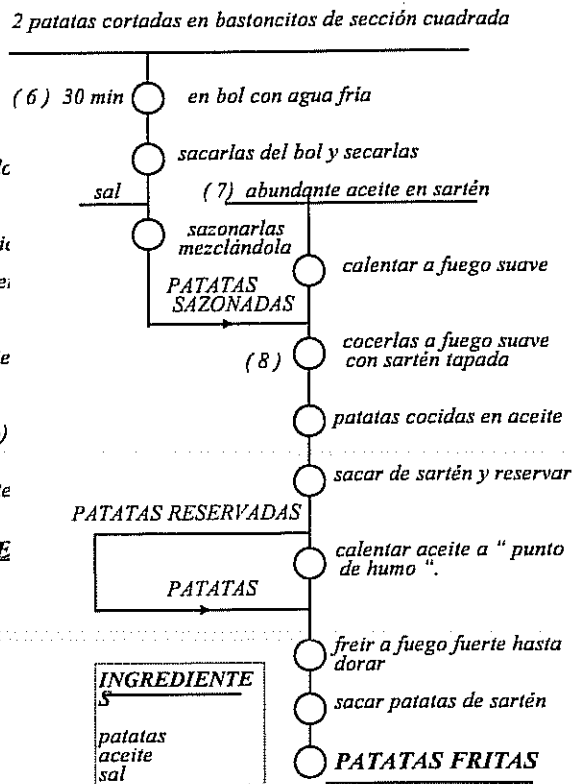 2 patatas cortadas en bastoncitos de sección cuadrada
( 6 ) 30 min
en bol con agua fría
sacarlas del bol y secarlas
sal
( 7 ) abundante aceite en sartén
sazonarlas
mezclándola
calentar a fuego suave
PATATAS
SAZONADAS
( 8 )
cocerlas a fuego suave
con sartén tapada
patatas cocidas en aceite
sacar de sartén y reservar
PATATAS RESERVADAS
calentar aceite a “ punto
de humo “.
PATATAS
freir a fuego fuerte hasta
dorar
INGREDIENTE
S
sacar patatas de sartén
patatas
aceite
sal
PATATAS FRITAS